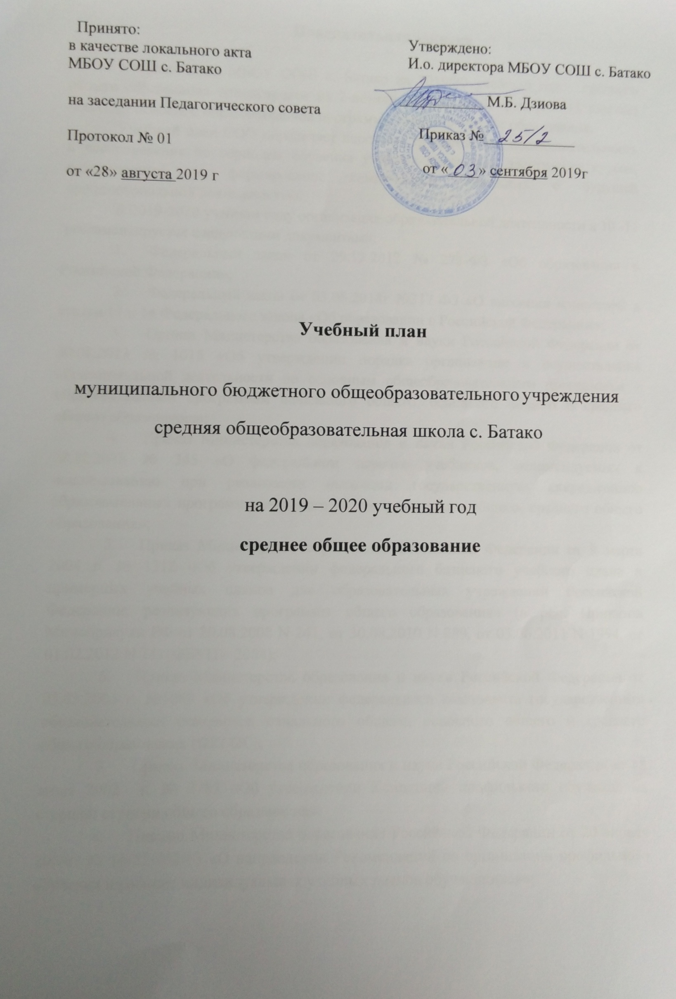 Принято:
в качестве локального акта
МБОУ СОШ с. Батако
на заседании Педагогического совета
Протокол № 01
от «28» августа 2019 г
Утверждено:
И.о. директора МБОУ СОШ с. Батако
М.Б. Дзиова
Приказ № 25/2
от «03» сентября 2019г
Учебный план
муниципального бюджетного общеобразовательного учреждения
средняя общеобразовательная школа с. Батако
на 2019 – 2020 учебный год
среднее общее образование